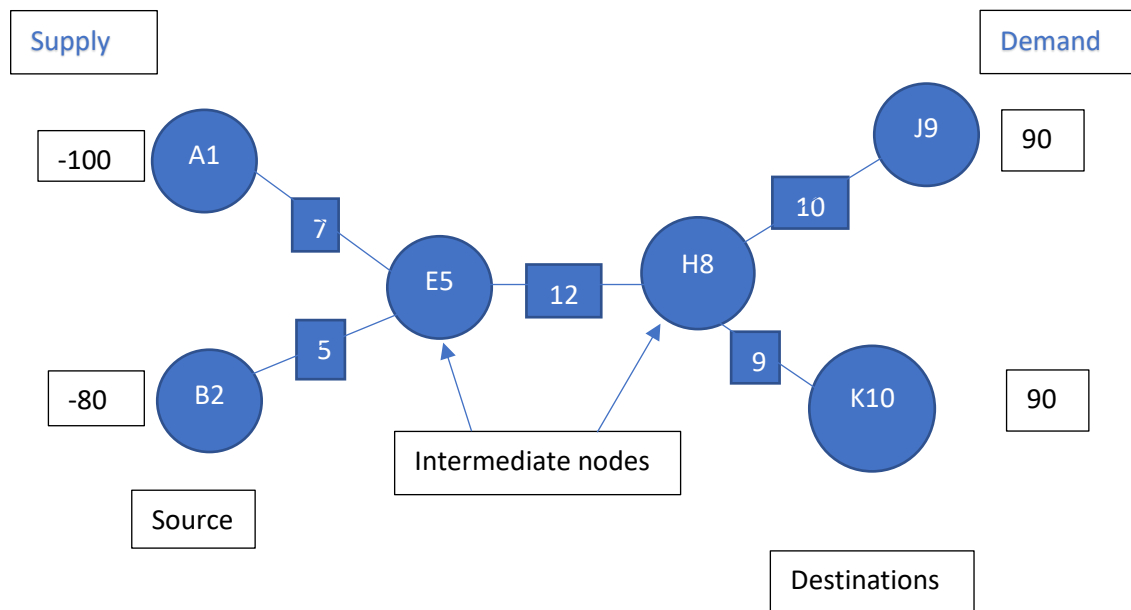 Supply
Demand
-100
A1
J9
90
7
10
E5
12
H8
-80
B2
5
9
K10
90
Intermediate nodes
Source
Destinations